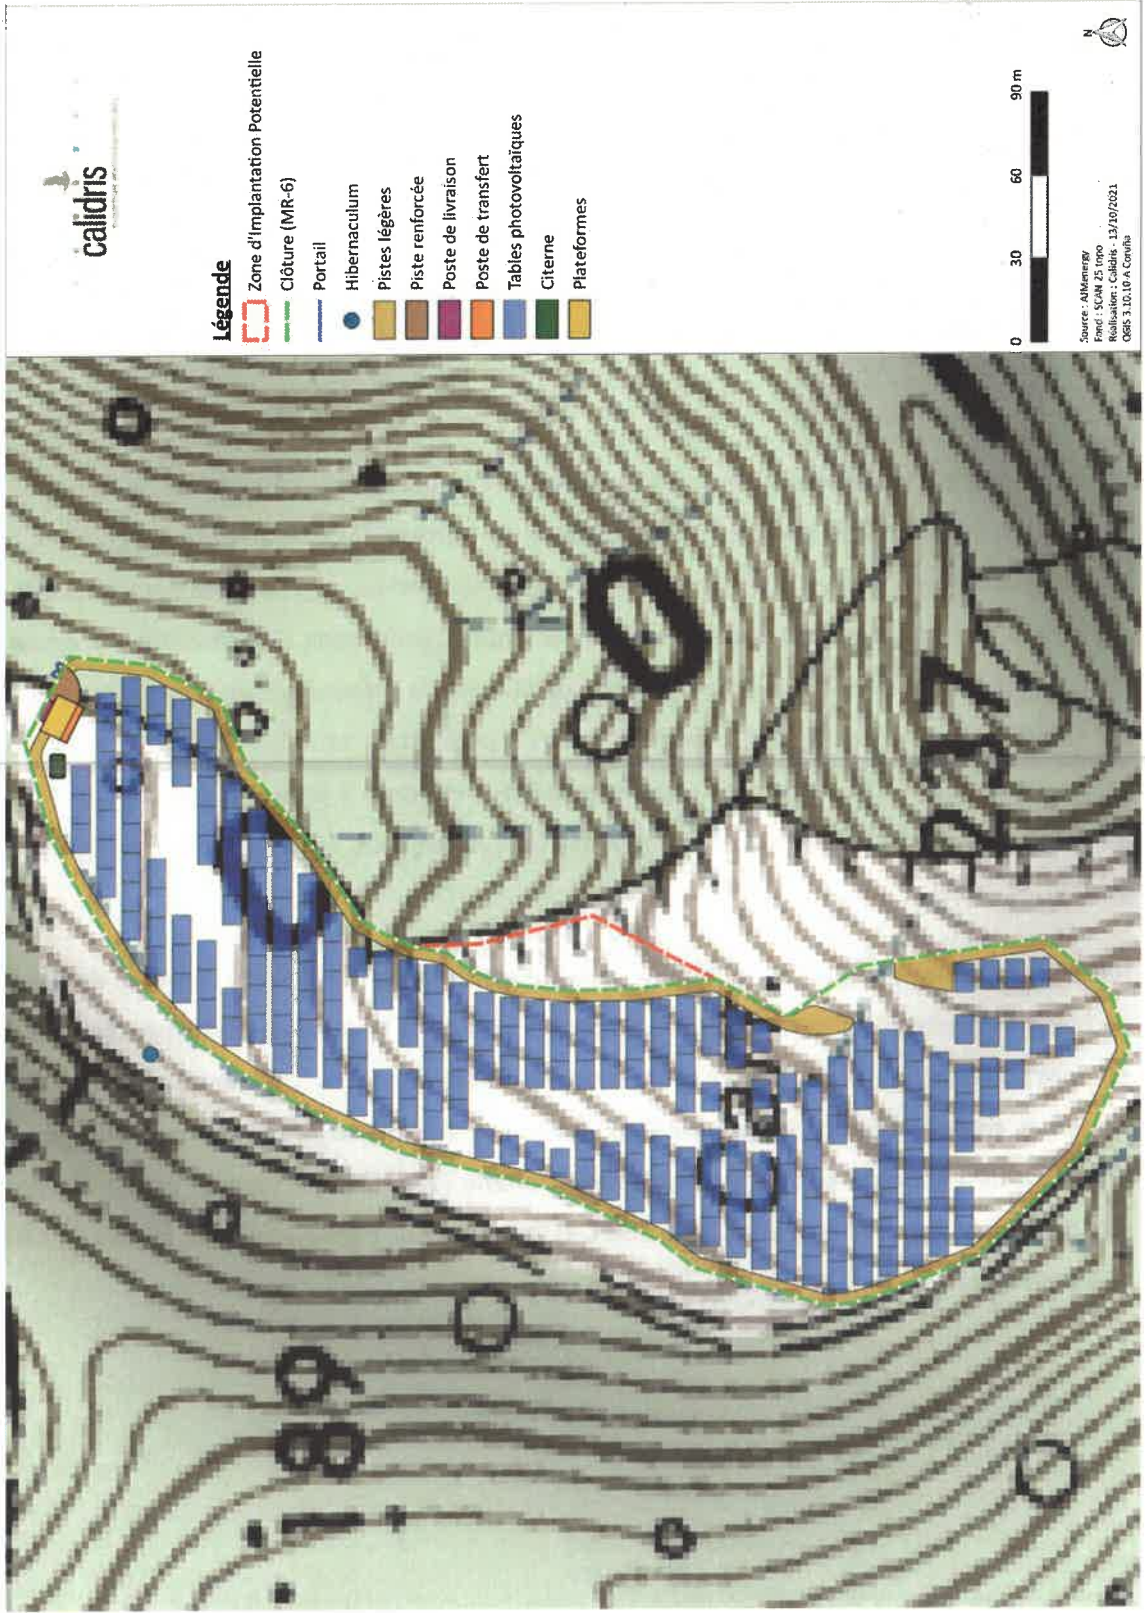 calidris
Légende
Zone d'Implantation Potentielle
Clôture (MR-6)
Portail
Hibernaculum
Pistes légères
Piste renforcée
Poste de livraison
Poste de transfert
Tables photovoltaïques
Citerne
Plateformes
0 30 60 90 m
N
Source : AJMenergy
Fond : SCAN 25 topo
Réalisation : Calidris - 13/10/2021
QGIS 3.10.10-A Coruña
189